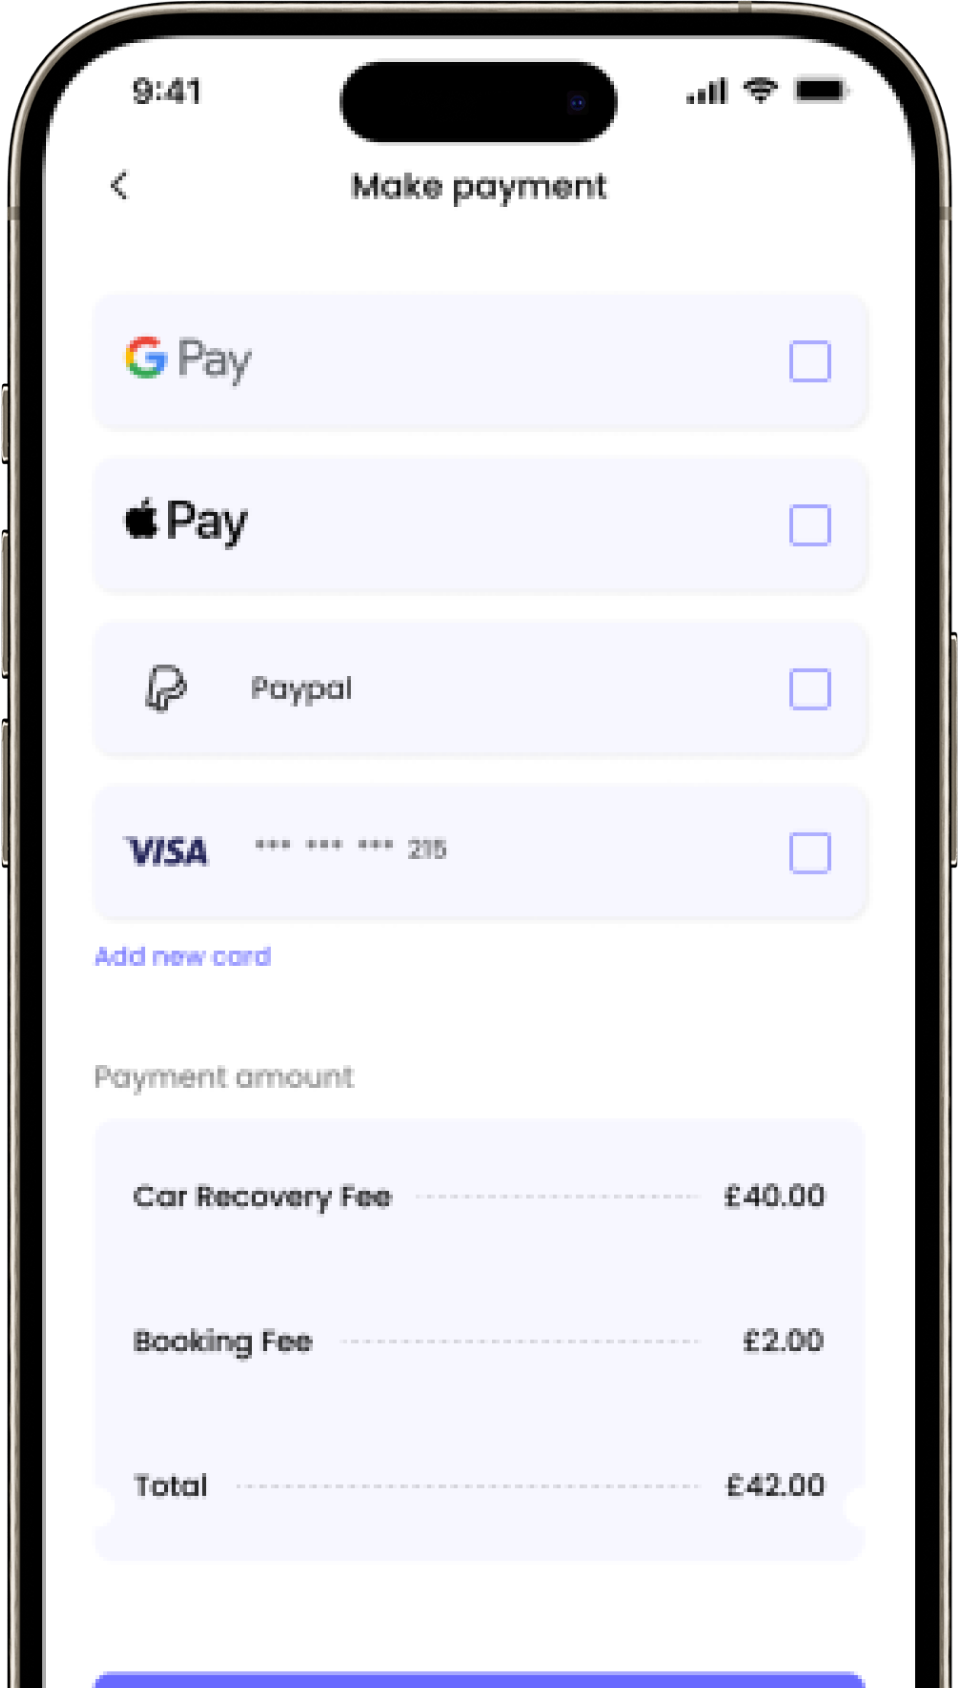 9:41
Make payment
G Pay
Pay
Paypal
VISA *** *** *** 215
Add new card
Payment amount
Car Recovery Fee £40.00
Booking Fee £2.00
Total £42.00